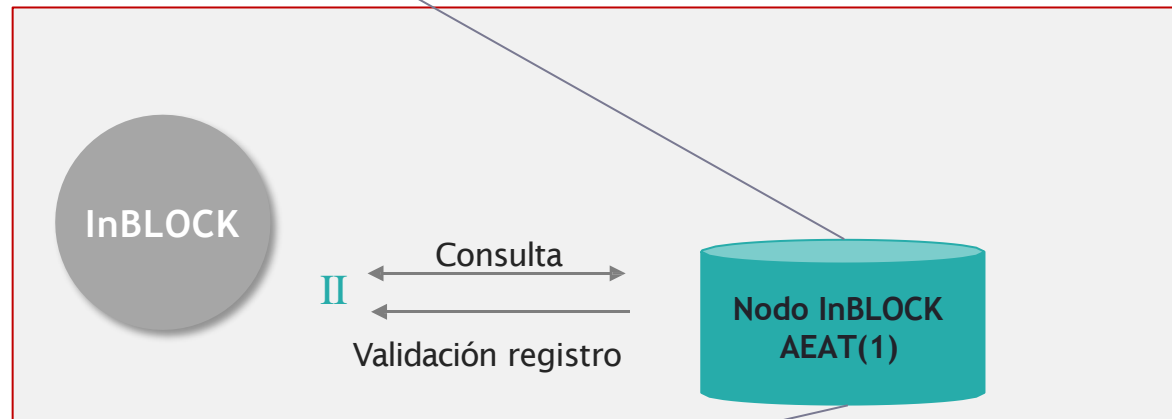 InBLOCK
Consulta
II
Validación registro
Nodo InBLOCK
AEAT(1)